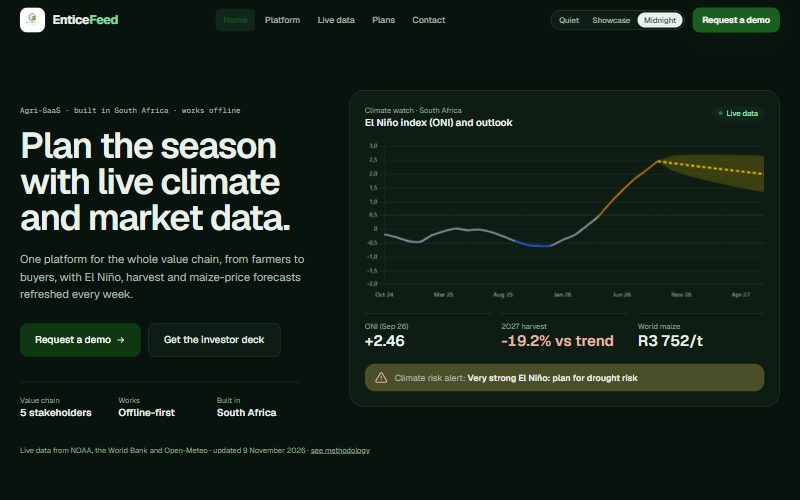 EnticeFeed
Home
Platform
Live data
Plans
Contact
Quiet
Showcase
Midnight
Request a demo
Agri-SaaS · built in South Africa · works offline
Plan the season
with live climate
and market data.
One platform for the whole value chain, from farmers to
buyers, with El Niño, harvest and maize-price forecasts
refreshed every week.
Request a demo →
Get the investor deck
Value chain
5 stakeholders
Works
Offline-first
Built in
South Africa
Climate watch · South Africa
El Niño index (ONI) and outlook
Live data
3,0
2,5
2,0
1,5
1,0
0,5
0
-0,5
-1,0
-1,5
-2,0
Oct 24
Mar 25
Aug 25
Jan 26
Jun 26
Nov 26
Apr 27
ONI (Sep 26)
+2.46
2027 harvest
-19.2% vs trend
World maize
R3 752/t
Climate risk alert: Very strong El Niño: plan for drought risk
Live data from NOAA, the World Bank and Open-Meteo · updated 9 November 2026 · see methodology